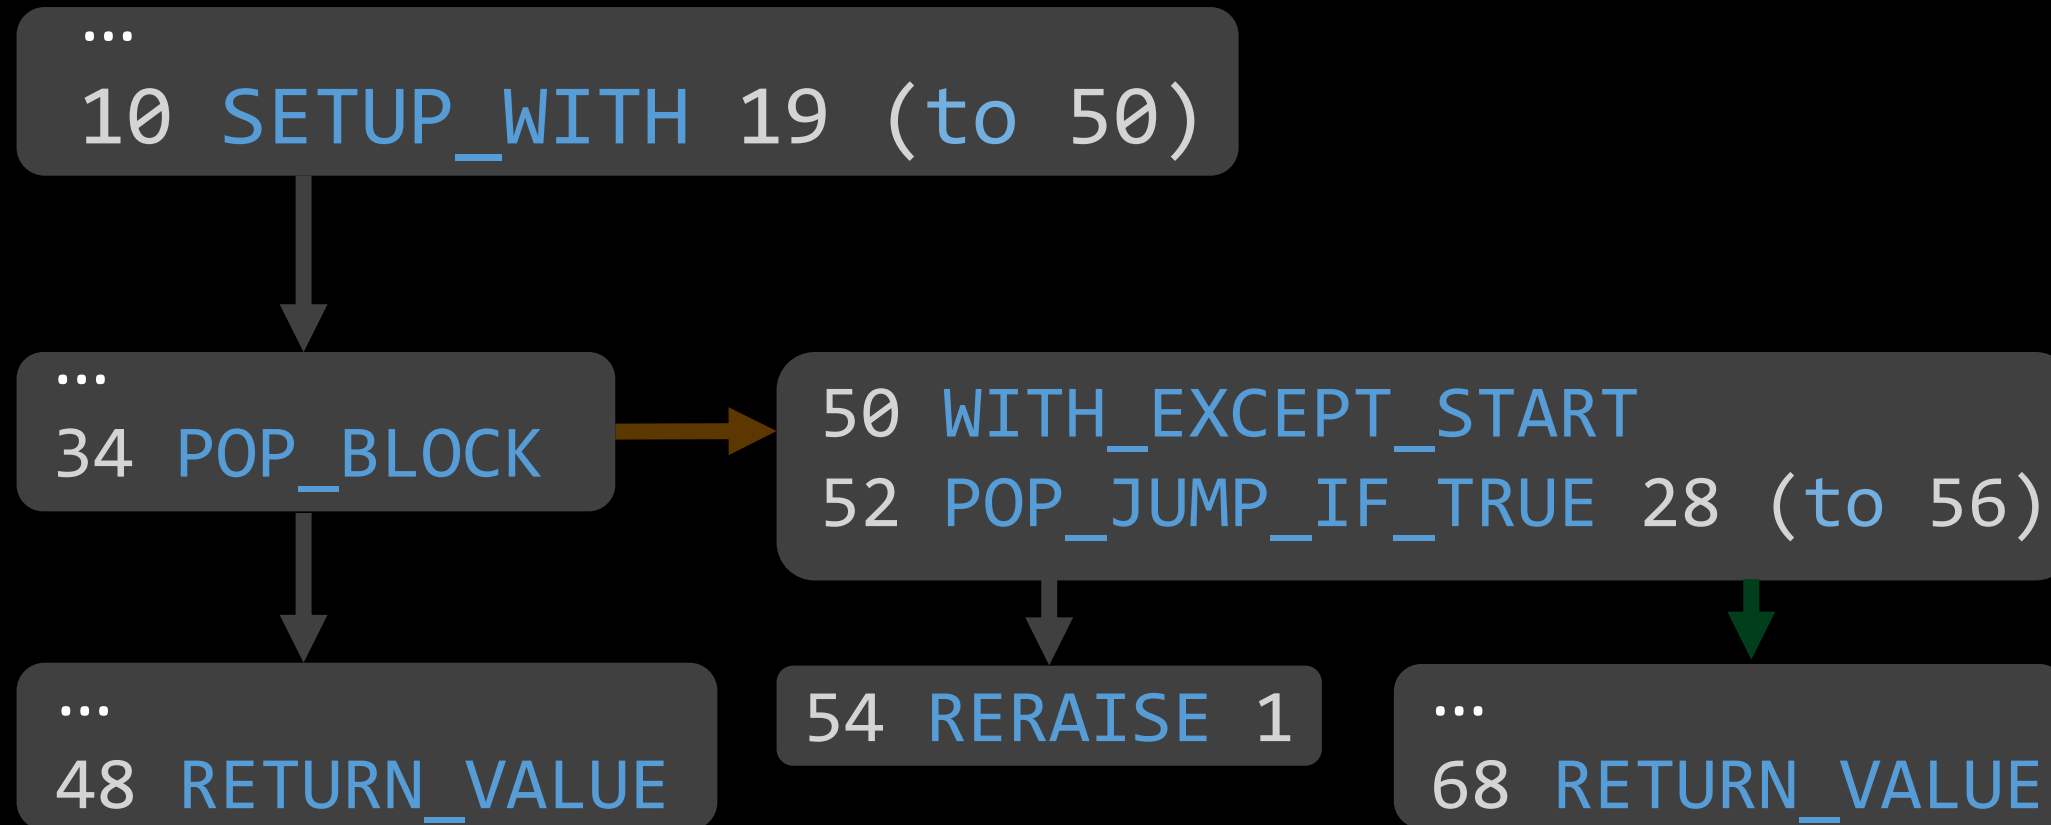 ...
10 SETUP_WITH 19 (to 50)
...
34 POP_BLOCK
50 WITH_EXCEPT_START
52 POP_JUMP_IF_TRUE 28 (to 56)
...
48 RETURN_VALUE
54 RERAISE 1
...
68 RETURN_VALUE